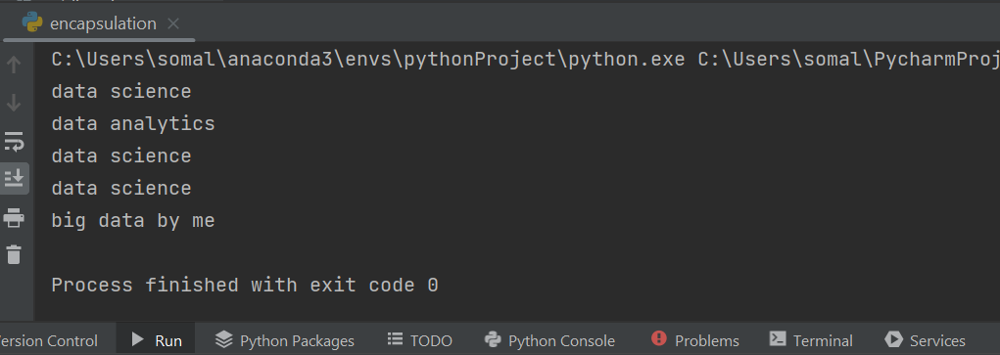 encapsulation
C:\Users\somal\anaconda3\envs\pythonProject\python.exe C:\Users\somal\PycharmProj
data science
data analytics
data science
data science
big data by me
Process finished with exit code 0
ersion Control Run Python Packages TODO Python Console Problems Terminal Services